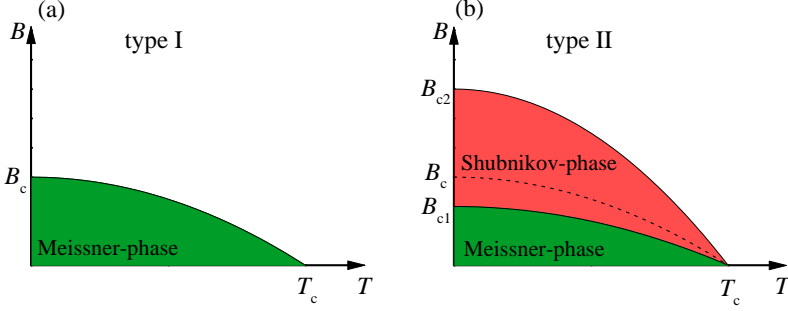 (a)
B
type I
B_c
Meissner-phase
T_c
T
(b)
B
type II
B_c2
Shubnikov-phase
B_c
B_c1
Meissner-phase
T_c
T